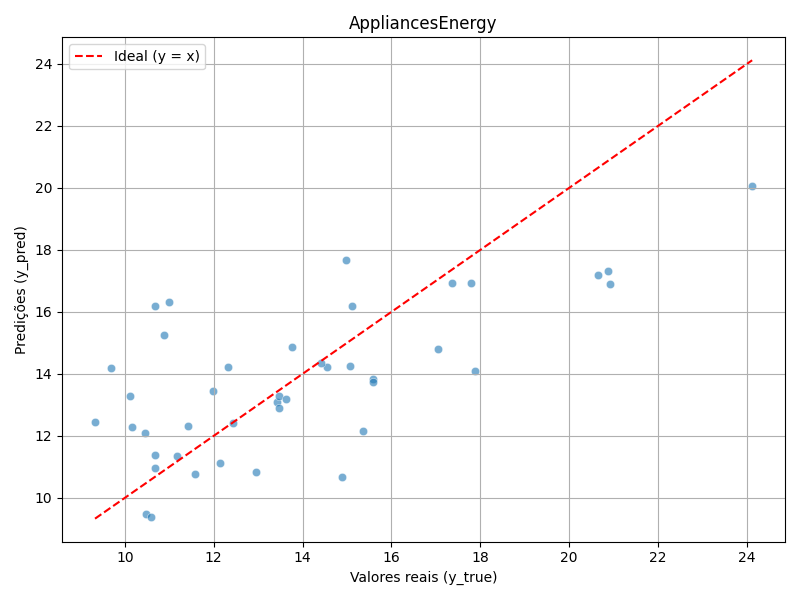 AppliancesEnergy
Ideal (y = x)
Predições (y_pred)
24
22
20
18
16
14
12
10
10 12 14 16 18 20 22 24
Valores reais (y_true)